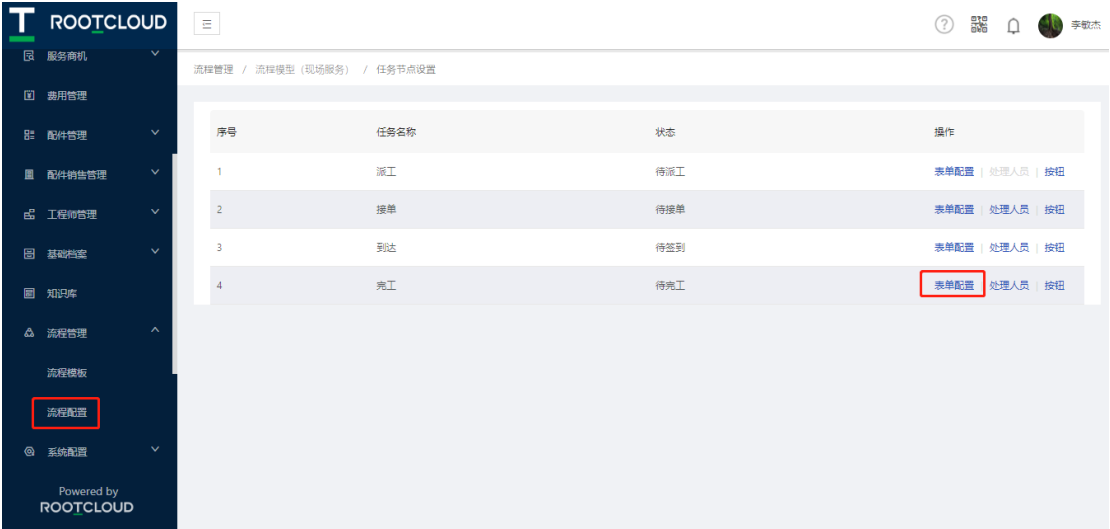 ROOTCLOUD
李敏杰
服务商机
费用管理
配件管理
配件销售管理
工程师管理
基础档案
知识库
流程管理
流程模板
流程配置
系统配置
Powered by
ROOTCLOUD
流程管理 / 流程模型（现场服务） / 任务节点设置
序号 任务名称 状态 操作
1 派工 待派工 表单配置 | 处理人员 | 按钮
2 接单 待接单 表单配置 | 处理人员 | 按钮
3 到达 待签到 表单配置 | 处理人员 | 按钮
4 完工 待完工 表单配置 | 处理人员 | 按钮